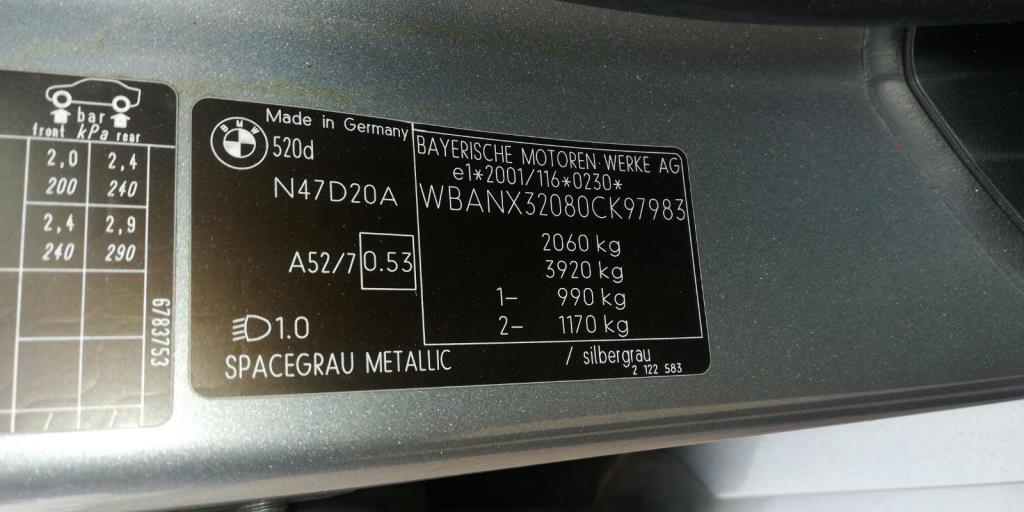 bar
front kPa rear
2,0 2,4
200 240
2,4 2,9
240 290
6783753
Made in Germany
BMW
520d
N47D20A
A52/7 0.53
1.0
SPACEGRAU METALLIC
BAYERISCHE MOTOREN-WERKE AG
e1*2001/116*0230*
WBANX32080CK97983
2060 kg
3920 kg
1- 990 kg
2- 1170 kg
/ silbergrau
2 122 583